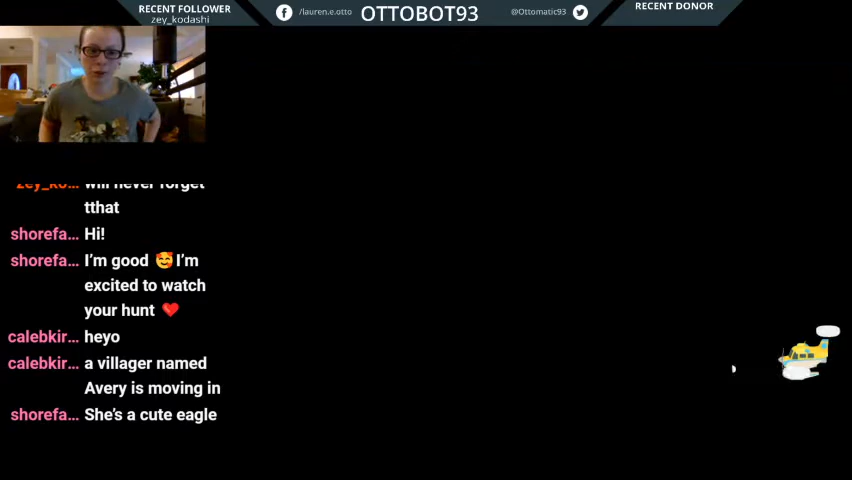 RECENT FOLLOWER
zey_kodashi
/lauren.e.otto
OTTOBOT93
@Ottomatic93
RECENT DONOR
zey_ko... will never forget
tthat
shorefa... Hi!
shorefa... I'm good 🥰 I'm
excited to watch
your hunt ❤️
calebkir... heyo
calebkir... a villager named
Avery is moving in
shorefa... She's a cute eagle